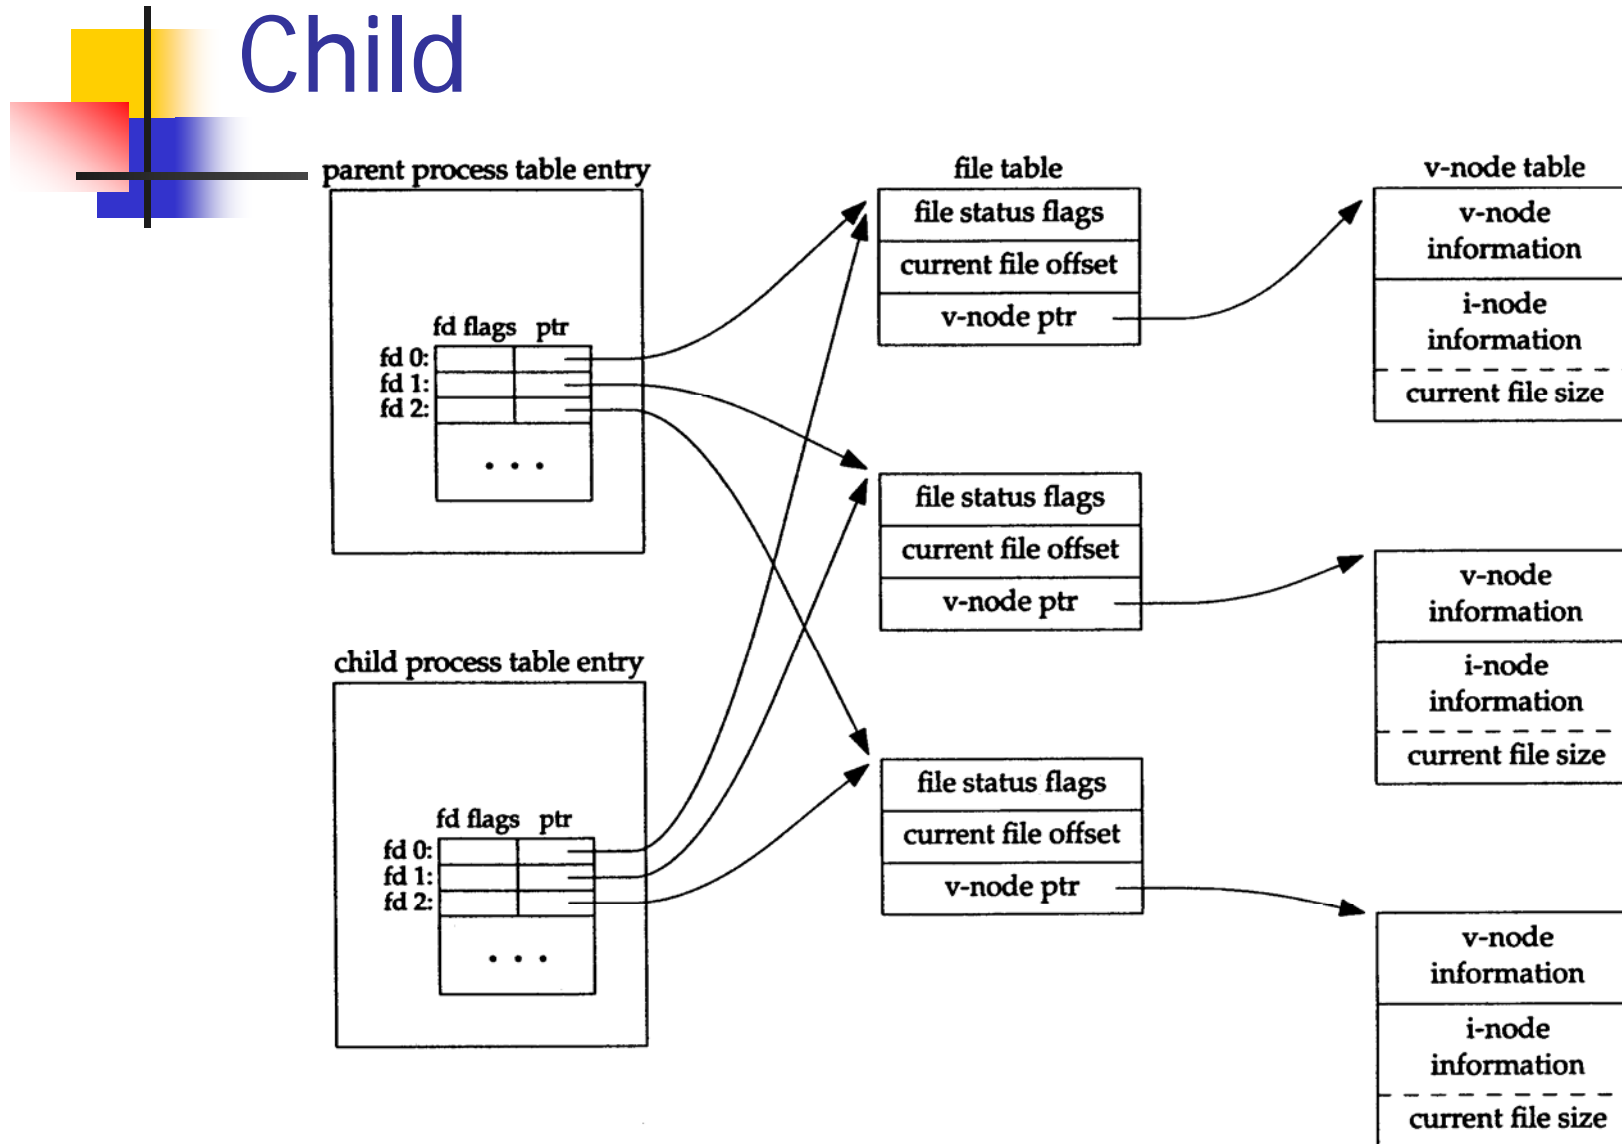 Child
parent process table entry
fd flags ptr
fd 0:
fd 1:
fd 2:
. . .
child process table entry
fd flags ptr
fd 0:
fd 1:
fd 2:
. . .
file table
file status flags
current file offset
v-node ptr
file status flags
current file offset
v-node ptr
file status flags
current file offset
v-node ptr
v-node table
v-node
information
i-node
information
current file size
v-node
information
i-node
information
current file size
v-node
information
i-node
information
current file size